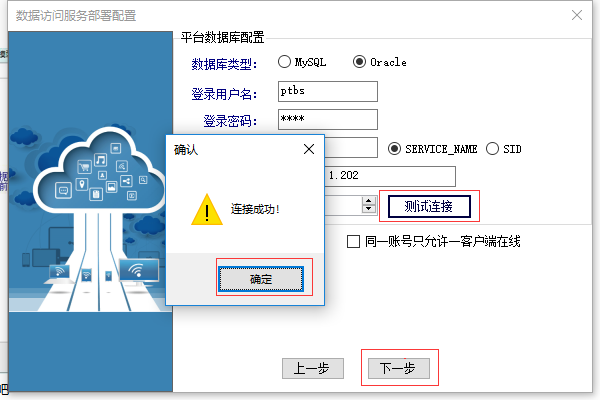 数据访问服务部署配置
平台数据库配置
数据库类型： MySQL Oracle
登录用户名： ptbs
登录密码： ****
SERVICE_NAME SID
1.202
测试连接
同一账号只允许一客户端在线
确认
连接成功！
确定
上一步 下一步
吧